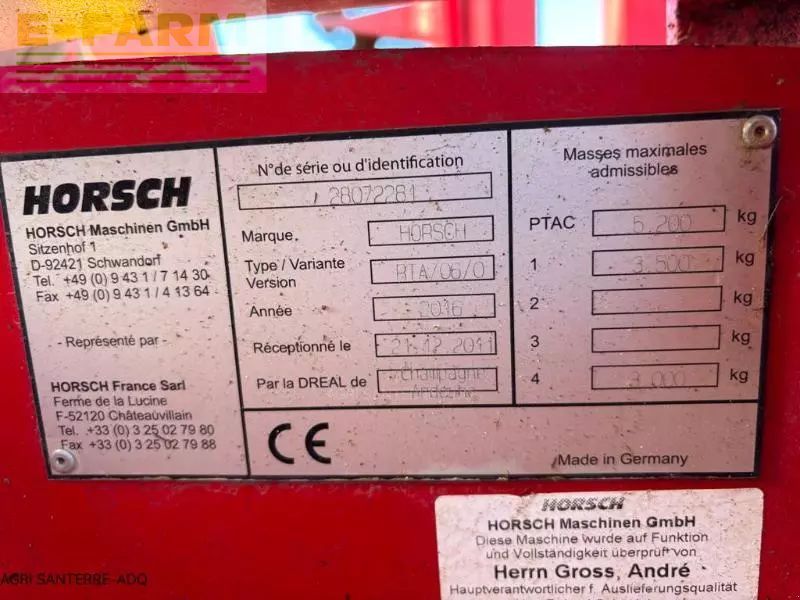 E-FARM
HORSCH
HORSCH Maschinen GmbH
Sitzenhof 1
D-92421 Schwandorf
Tel. +49 (0) 9 43 1 / 7 14 30
Fax +49 (0) 9 43 1 / 4 13 64
- Représenté par -
HORSCH France Sarl
Ferme de la Lucine
F-52120 Châteauvillain
Tel. +33 (0) 3 25 02 79 80
Fax +33 (0) 3 25 02 79 88
N°de série ou d'identification
28072281
Marque HORSCH
Type / Variante
Version RTA/06/0
Année 2016
Réceptionné le 21.12.2011
Par la DREAL de Champagne
Ardenne
CE
Masses maximales
admissibles
PTAC 5.200 kg
1 3.500 kg
2 kg
3 kg
4 3.000 kg
Made in Germany
HORSCH
HORSCH Maschinen GmbH
Diese Maschine wurde auf Funktion
und Vollständigkeit überprüft von
Herrn Gross, André
Hauptverantwortlicher f. Auslieferungsqualität
AGRI SANTERRE-ADQ